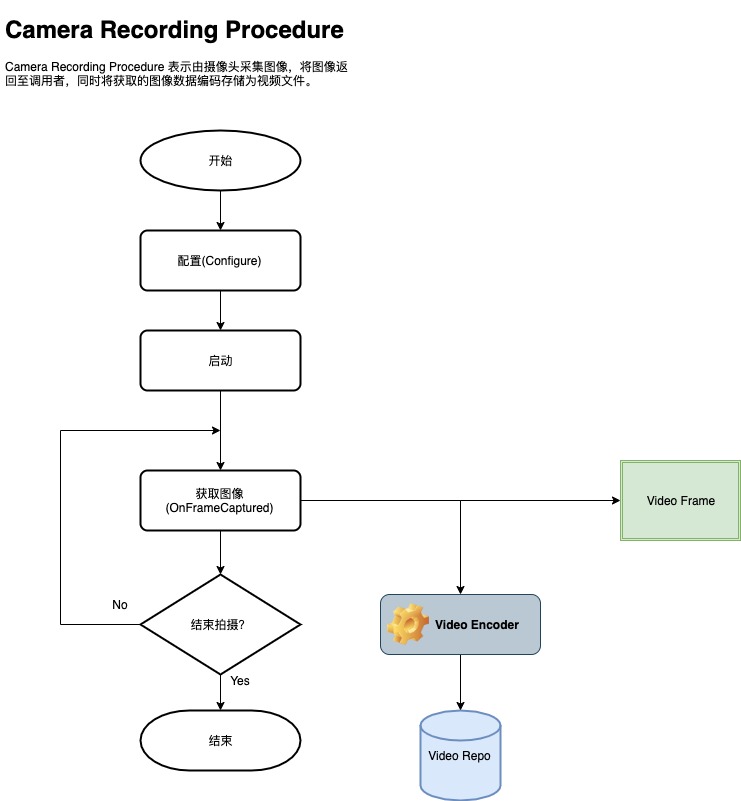 Camera Recording Procedure
Camera Recording Procedure 表示由摄像头采集图像，将图像返
回至调用者，同时将获取的图像数据编码存储为视频文件。
开始
配置(Configure)
启动
获取图像
(OnFrameCaptured)
Video Frame
No
结束拍摄?
Video Encoder
Yes
结束
Video Repo